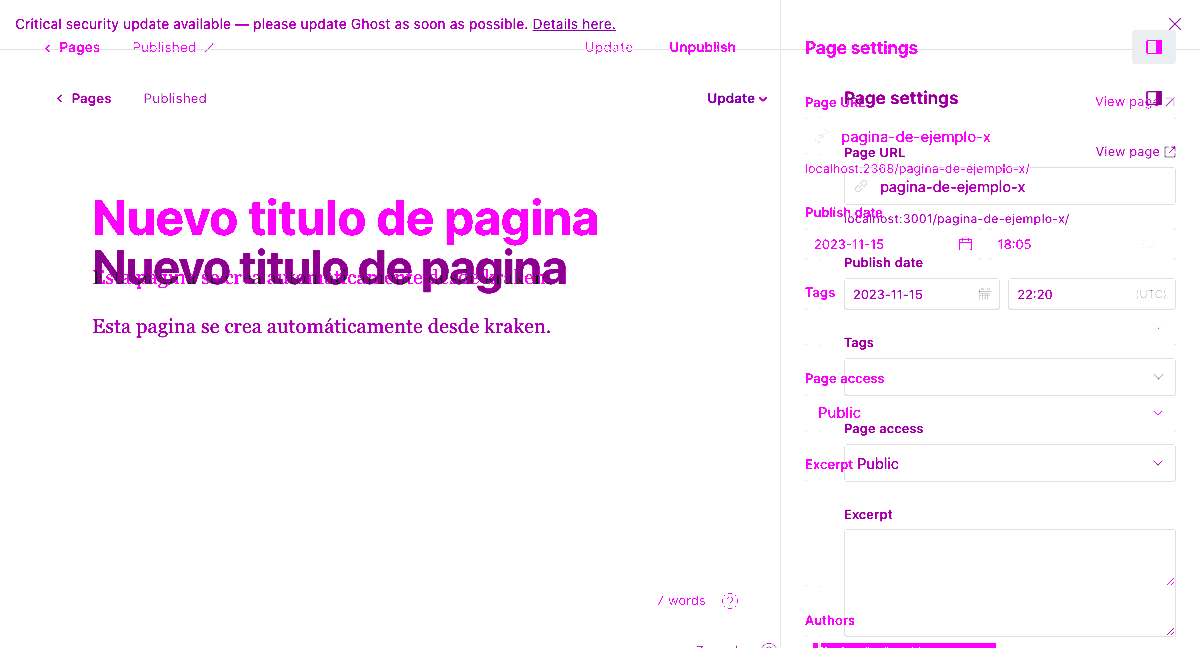 Critical security update available — please update Ghost as soon as possible. Details here.
Pages Published Update Unpublish Page settings
Pages Published Update Page settings
Page URL View page
pagina-de-ejemplo-x
Page URL View page
localhost:2368/pagina-de-ejemplo-x/
pagina-de-ejemplo-x
Nuevo titulo de pagina
Publish date
localhost:3001/pagina-de-ejemplo-x/
2023-11-15 18:05
Publish date
Nuevo titulo de pagina
Esta pagina se crea automáticamente desde kraken.
Tags
2023-11-15 22:20 (UTC)
Esta pagina se crea automáticamente desde kraken.
Tags
Page access
Public
Page access
Excerpt
Public
Excerpt
words
Authors